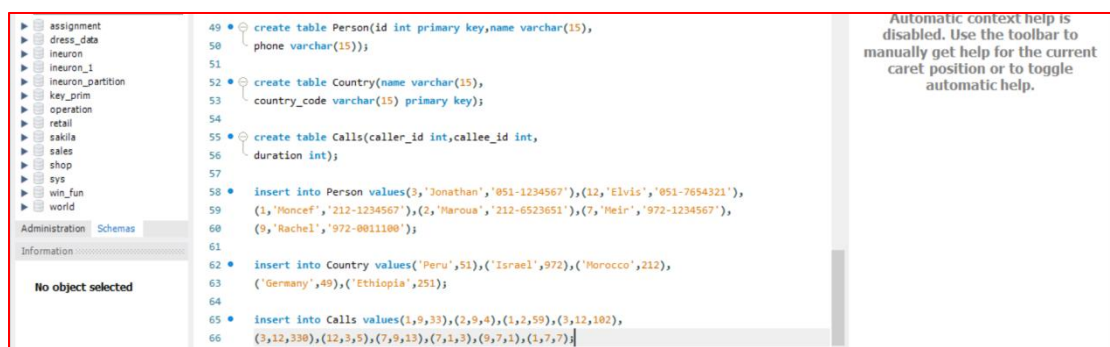 assignment
dress_data
ineuron
ineuron_1
ineuron_partition
key_prim
operation
retail
sakila
sales
shop
sys
win_fun
world
Administration Schemas
Information
No object selected
49 create table Person(id int primary key,name varchar(15),
50 phone varchar(15));
51
52 create table Country(name varchar(15),
53 country_code varchar(15) primary key);
54
55 create table Calls(caller_id int,callee_id int,
56 duration int);
57
58 insert into Person values(3,'Jonathan','051-1234567'),(12,'Elvis','051-7654321'),
59 (1,'Moncef','212-1234567'),(2,'Maroua','212-6523651'),(7,'Meir','972-1234567'),
60 (9,'Rachel','972-0011100');
61
62 insert into Country values('Peru',51),('Israel',972),('Morocco',212),
63 ('Germany',49),('Ethiopia',251);
64
65 insert into Calls values(1,9,33),(2,9,4),(1,2,59),(3,12,102),
66 (3,12,330),(12,3,5),(7,9,13),(7,1,3),(9,7,1),(1,7,7);
Automatic context help is
disabled. Use the toolbar to
manually get help for the current
caret position or to toggle
automatic help.